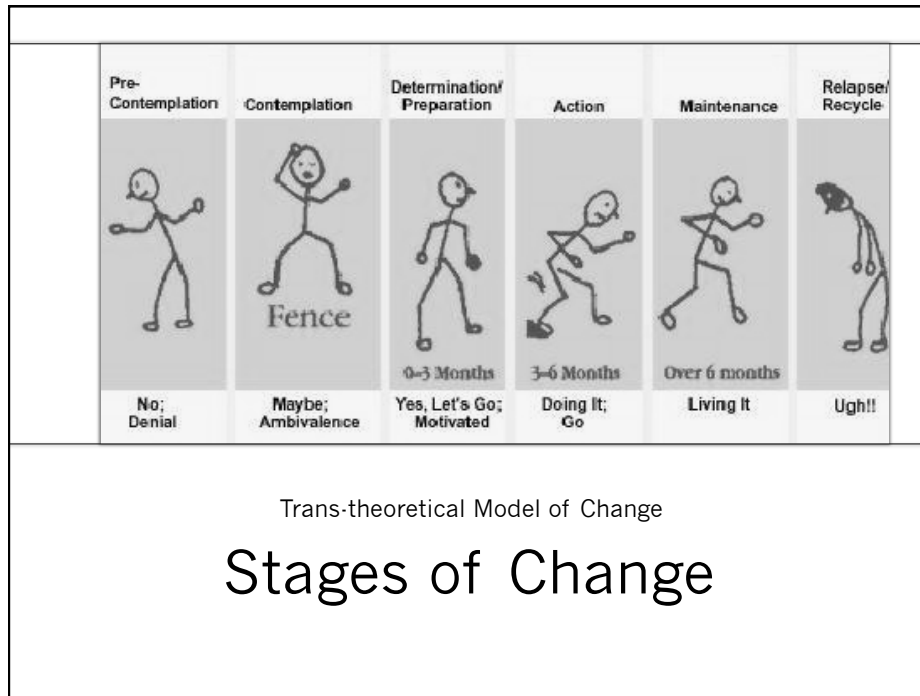 Pre-
Contemplation
Contemplation
Determination/
Preparation
Action
Maintenance
Relapse/
Recycle
Fence
0-3 Months
3-6 Months
Over 6 months
No;
Denial
Maybe;
Ambivalence
Yes, Let's Go;
Motivated
Doing It;
Go
Living It
Ugh!!
Trans-theoretical Model of Change
Stages of Change